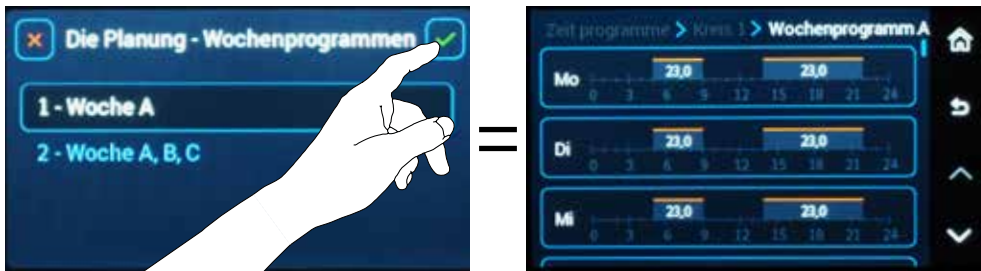 Die Planung - Wochenprogrammen
1 - Woche A
2 - Woche A, B, C
=
Zeit programme > Kreis 1 > Wochenprogramm A
Mo
23,0 23,0
0 3 6 9 12 15 18 21 24
Di
23,0 23,0
0 3 6 9 12 15 18 21 24
Mi
23,0 23,0
0 3 6 9 12 15 18 21 24